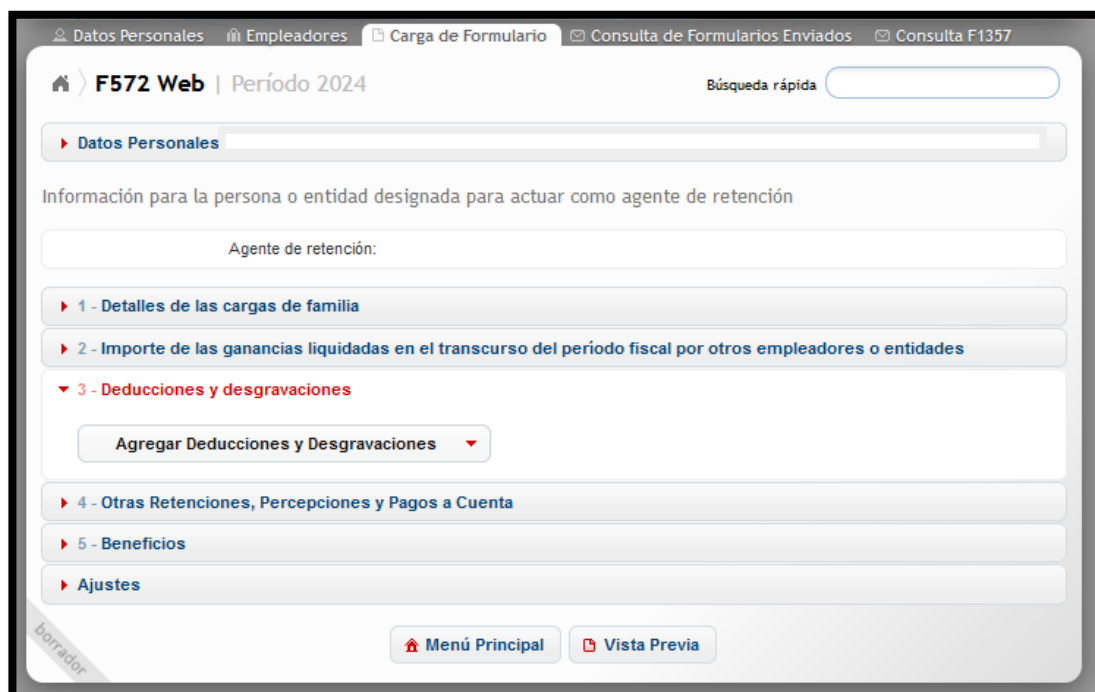 Datos Personales Empleadores Carga de Formulario Consulta de Formularios Enviados Consulta F1357
F572 Web | Período 2024 Búsqueda rápida
Datos Personales
Información para la persona o entidad designada para actuar como agente de retención
Agente de retención:
1 - Detalles de las cargas de familia
2 - Importe de las ganancias liquidadas en el transcurso del período fiscal por otros empleadores o entidades
3 - Deducciones y desgravaciones
Agregar Deducciones y Desgravaciones
4 - Otras Retenciones, Percepciones y Pagos a Cuenta
5 - Beneficios
Ajustes
borrador
Menú Principal Vista Previa